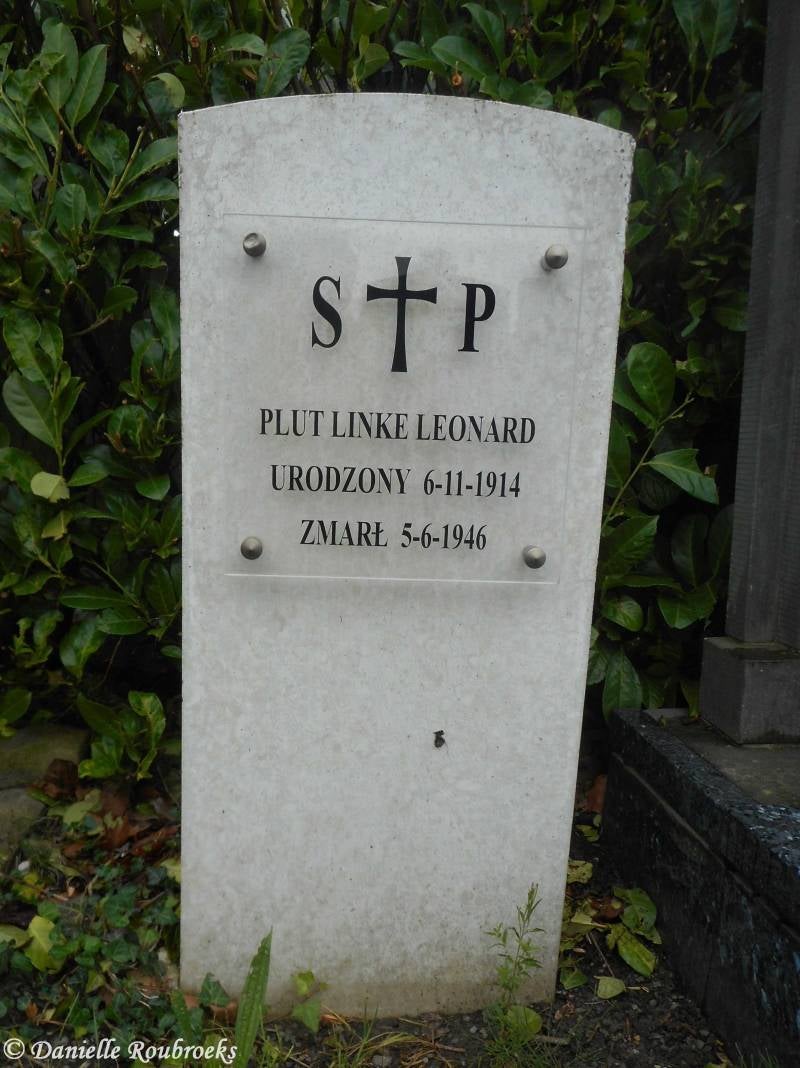 S P
PLUT LINKE LEONARD
URODZONY 6-11-1914
ZMARŁ 5-6-1946
© Danielle Roubroeks